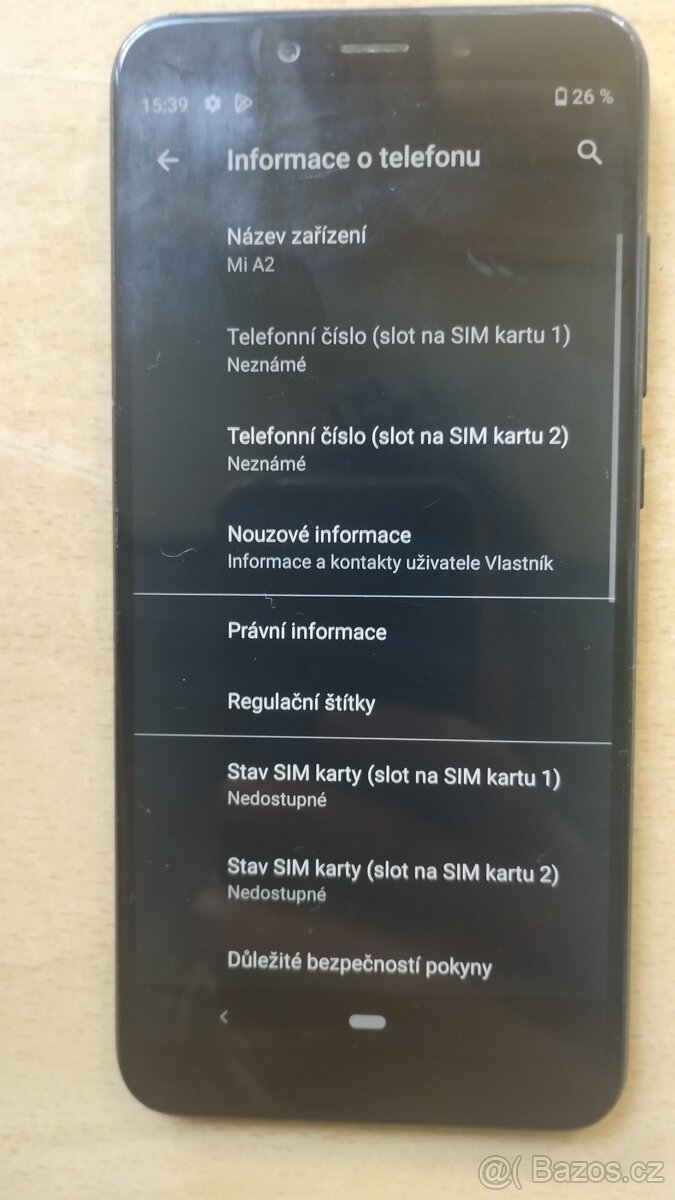 15:39
26 %
Informace o telefonu
Název zařízení
Mi A2
Telefonní číslo (slot na SIM kartu 1)
Neznámé
Telefonní číslo (slot na SIM kartu 2)
Neznámé
Nouzové informace
Informace a kontakty uživatele Vlastník
Právní informace
Regulační štítky
Stav SIM karty (slot na SIM kartu 1)
Nedostupné
Stav SIM karty (slot na SIM kartu 2)
Nedostupné
Důležité bezpečností pokyny
@( Bazos.cz